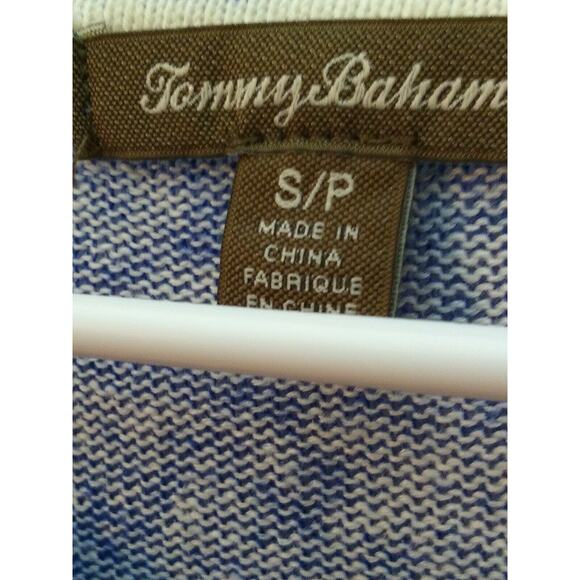 Tommy Baham
S/P
MADE IN
CHINA
FABRIQUE
EN CHINE